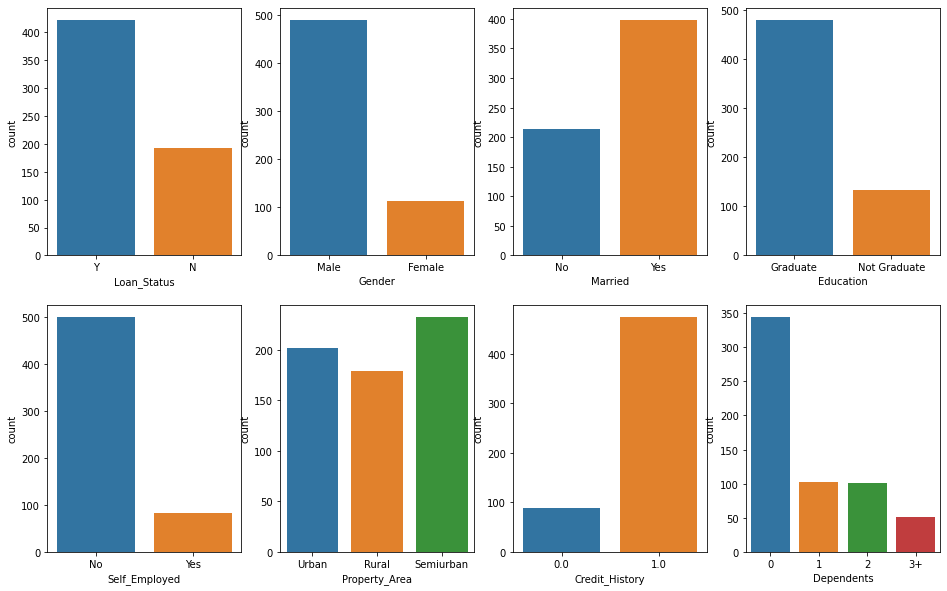 count
400
350
300
250
200
150
100
50
0
Y
N
Loan_Status
count
500
400
300
200
100
0
Male
Female
Gender
count
400
350
300
250
200
150
100
50
0
No
Yes
Married
count
500
400
300
200
100
0
Graduate
Not Graduate
Education
count
500
400
300
200
100
0
No
Yes
Self_Employed
count
200
150
100
50
0
Urban
Rural
Semiurban
Property_Area
count
400
300
200
100
0
0.0
1.0
Credit_History
count
350
300
250
200
150
100
50
0
0
1
2
3+
Dependents